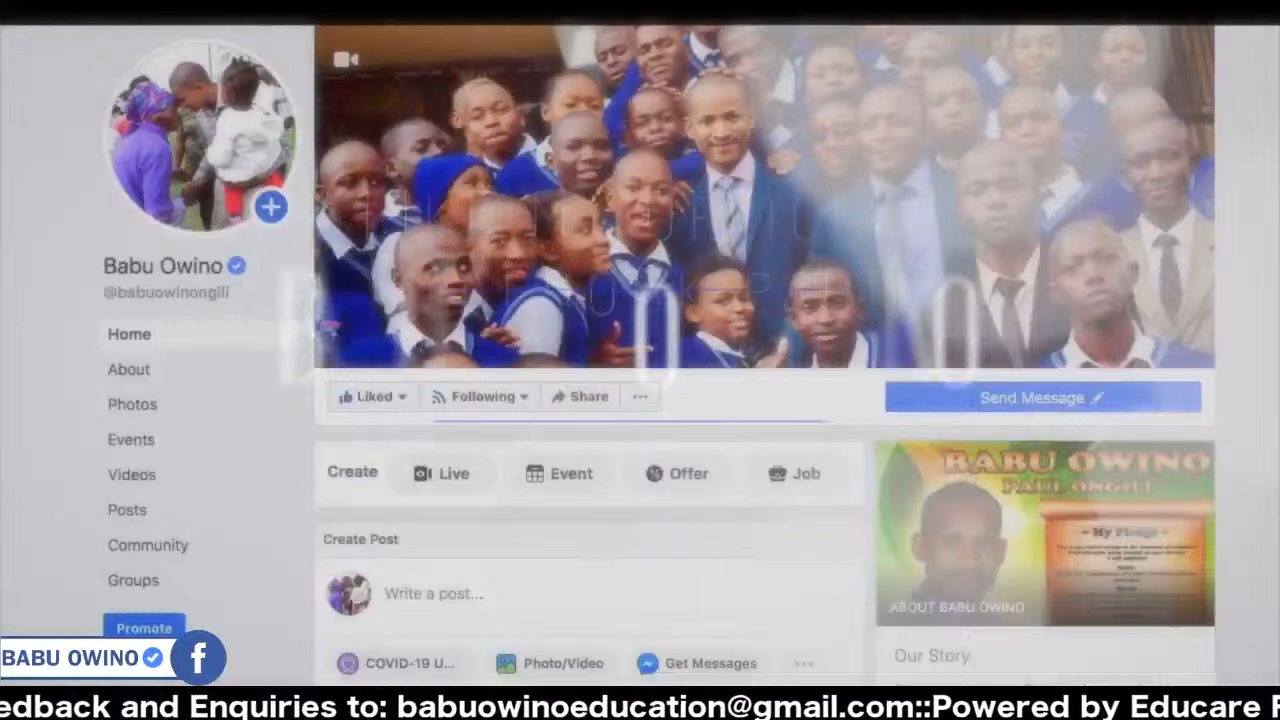 Babu Owino
@babuowinongili
Home
About
Photos
Events
Videos
Posts
Community
Groups
Promote
Liked
Following
Share
Send Message
Create
Live
Event
Offer
Job
Create Post
Write a post...
COVID-19 U...
Photo/Video
Get Messages
BABU OWINO
PAUL ONGILI
My Pledge
ABOUT BABU OWINO
Our Story
BABU OWINO
edback and Enquiries to: babuowinoeducation@gmail.com::Powered by Educare